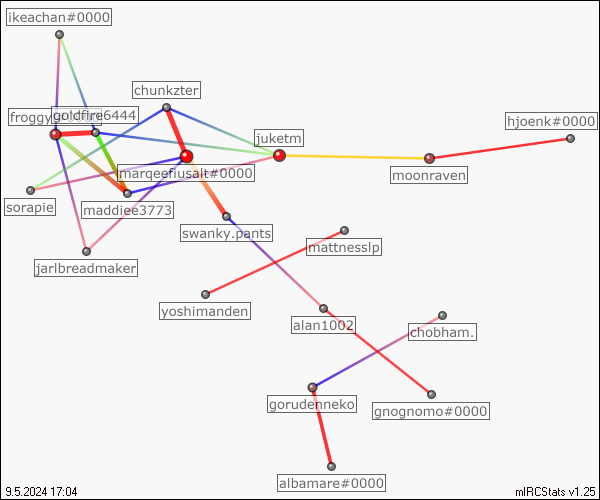 ikeachan#0000
chunkzter
froggy
goldfire6444
hjoenk#0000
juketm
marqeefiusalt#0000
moonraven
sorapie
maddiee3773
swanky.pants
mattnesslp
jarlbreadmaker
yoshimanden
alan1002
chobham.
gorudenneko
gnognomo#0000
albamare#0000
9.5.2024 17:04
mIRCStats v1.25